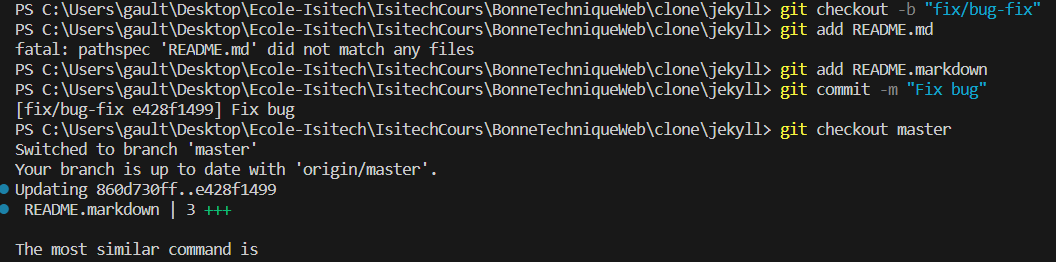 PS C:\Users\gault\Desktop\Ecole-Isitech\IsitechCours\BonneTechniqueWeb\clone\jekyll> git checkout -b "fix/bug-fix"
PS C:\Users\gault\Desktop\Ecole-Isitech\IsitechCours\BonneTechniqueWeb\clone\jekyll> git add README.md
fatal: pathspec 'README.md' did not match any files
PS C:\Users\gault\Desktop\Ecole-Isitech\IsitechCours\BonneTechniqueWeb\clone\jekyll> git add README.markdown
PS C:\Users\gault\Desktop\Ecole-Isitech\IsitechCours\BonneTechniqueWeb\clone\jekyll> git commit -m "Fix bug"
[fix/bug-fix e428f1499] Fix bug
PS C:\Users\gault\Desktop\Ecole-Isitech\IsitechCours\BonneTechniqueWeb\clone\jekyll> git checkout master
Switched to branch 'master'
Your branch is up to date with 'origin/master'.
Updating 860d730ff..e428f1499
README.markdown | 3 +++
The most similar command is